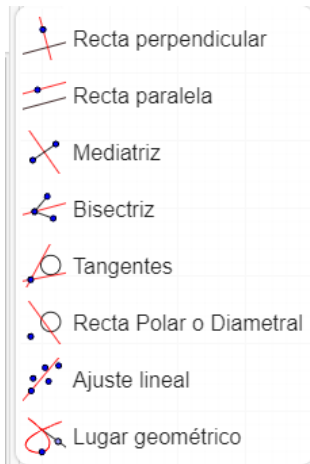 Recta perpendicular
Recta paralela
Mediatriz
Bisectriz
Tangentes
Recta Polar o Diametral
Ajuste lineal
Lugar geométrico